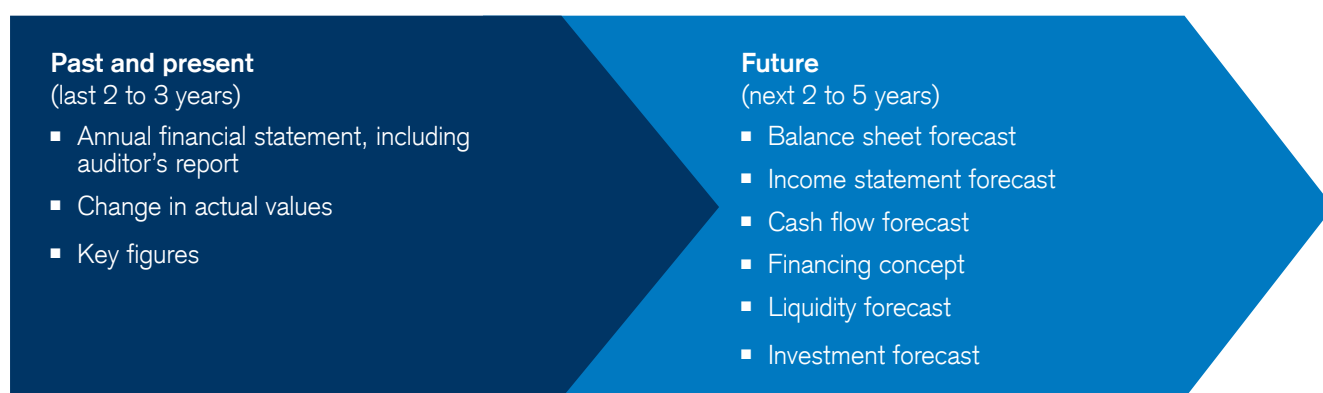 Past and present
(last 2 to 3 years)
▪ Annual financial statement, including
auditor’s report
▪ Change in actual values
▪ Key figures
Future
(next 2 to 5 years)
▪ Balance sheet forecast
▪ Income statement forecast
▪ Cash flow forecast
▪ Financing concept
▪ Liquidity forecast
▪ Investment forecast